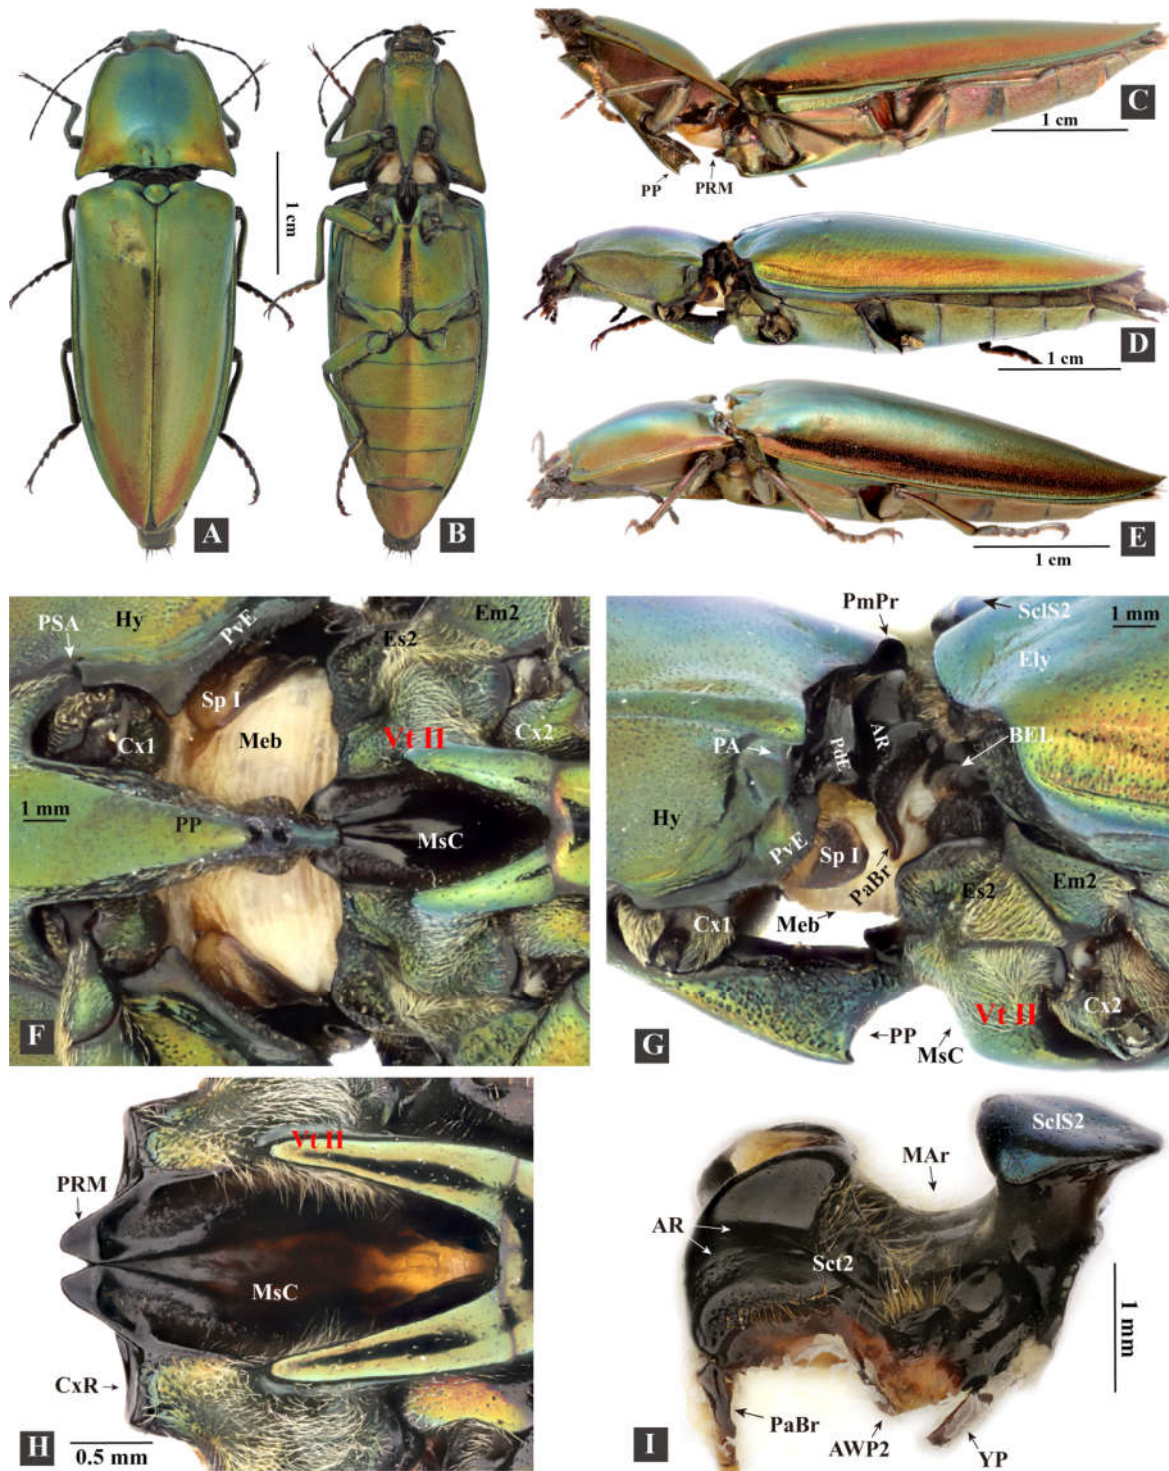 A
1 cm
B
C
1 cm
PP
PRM
D
1 cm
E
1 cm
PSA
Hy
PvE
Es2
Em2
Sp I
Cx1
Meb
Vt II
Cx2
1 mm
PP
MsC
F
PmPr
SclS2
1 mm
Ely
PA
PdE
AR
BEL
Hy
PvE
Sp I
PaBr
Es2
Em2
Cx1
Meb
Cx2
Vt II
PP
MsC
G
Vt II
PRM
MsC
CxR
H
0.5 mm
SclS2
MAr
AR
Sct2
1 mm
PaBr
AWP2
YP
I